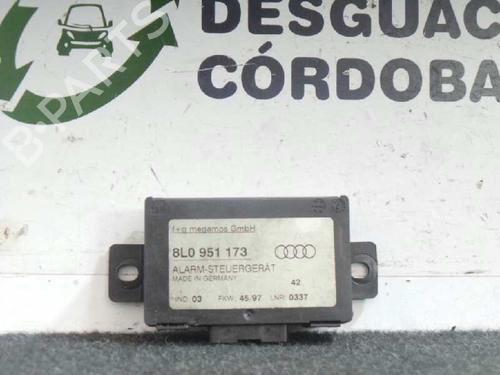 DESGUAC
CÓRDOBA
B-PARTS
f+g megamos GmbH
8L0 951 173
ALARM-STEUERGERÄT
MADE IN GERMANY
42
IND: 03 FKW: 45/97 LNR: 0337